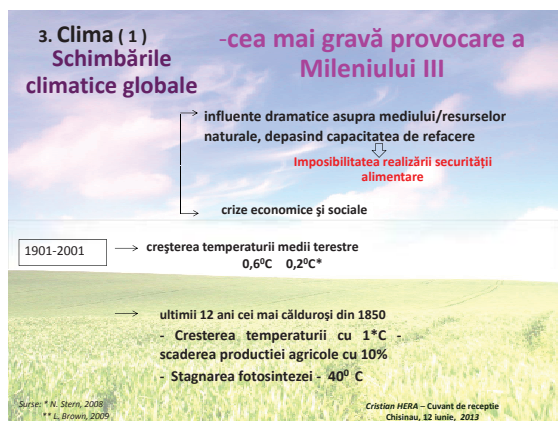 3. Clima ( 1 )
Schimbările
climatice globale
-cea mai gravă provocare a
Mileniului III
influente dramatice asupra mediului/resurselor
naturale, depasind capacitatea de refacere
Imposibilitatea realizării securității
alimentare
crize economice şi sociale
1901-2001
creşterea temperaturii medii terestre
0,6⁰C 0,2⁰C*
ultimii 12 ani cei mai călduroşi din 1850
- Cresterea temperaturii cu 1*C -
scaderea productiei agricole cu 10%
- Stagnarea fotosintezei - 40⁰ C
Surse: * N. Stern, 2008
** L. Brown, 2009
Cristian HERA – Cuvant de receptie
Chisinau, 12 iunie, 2013